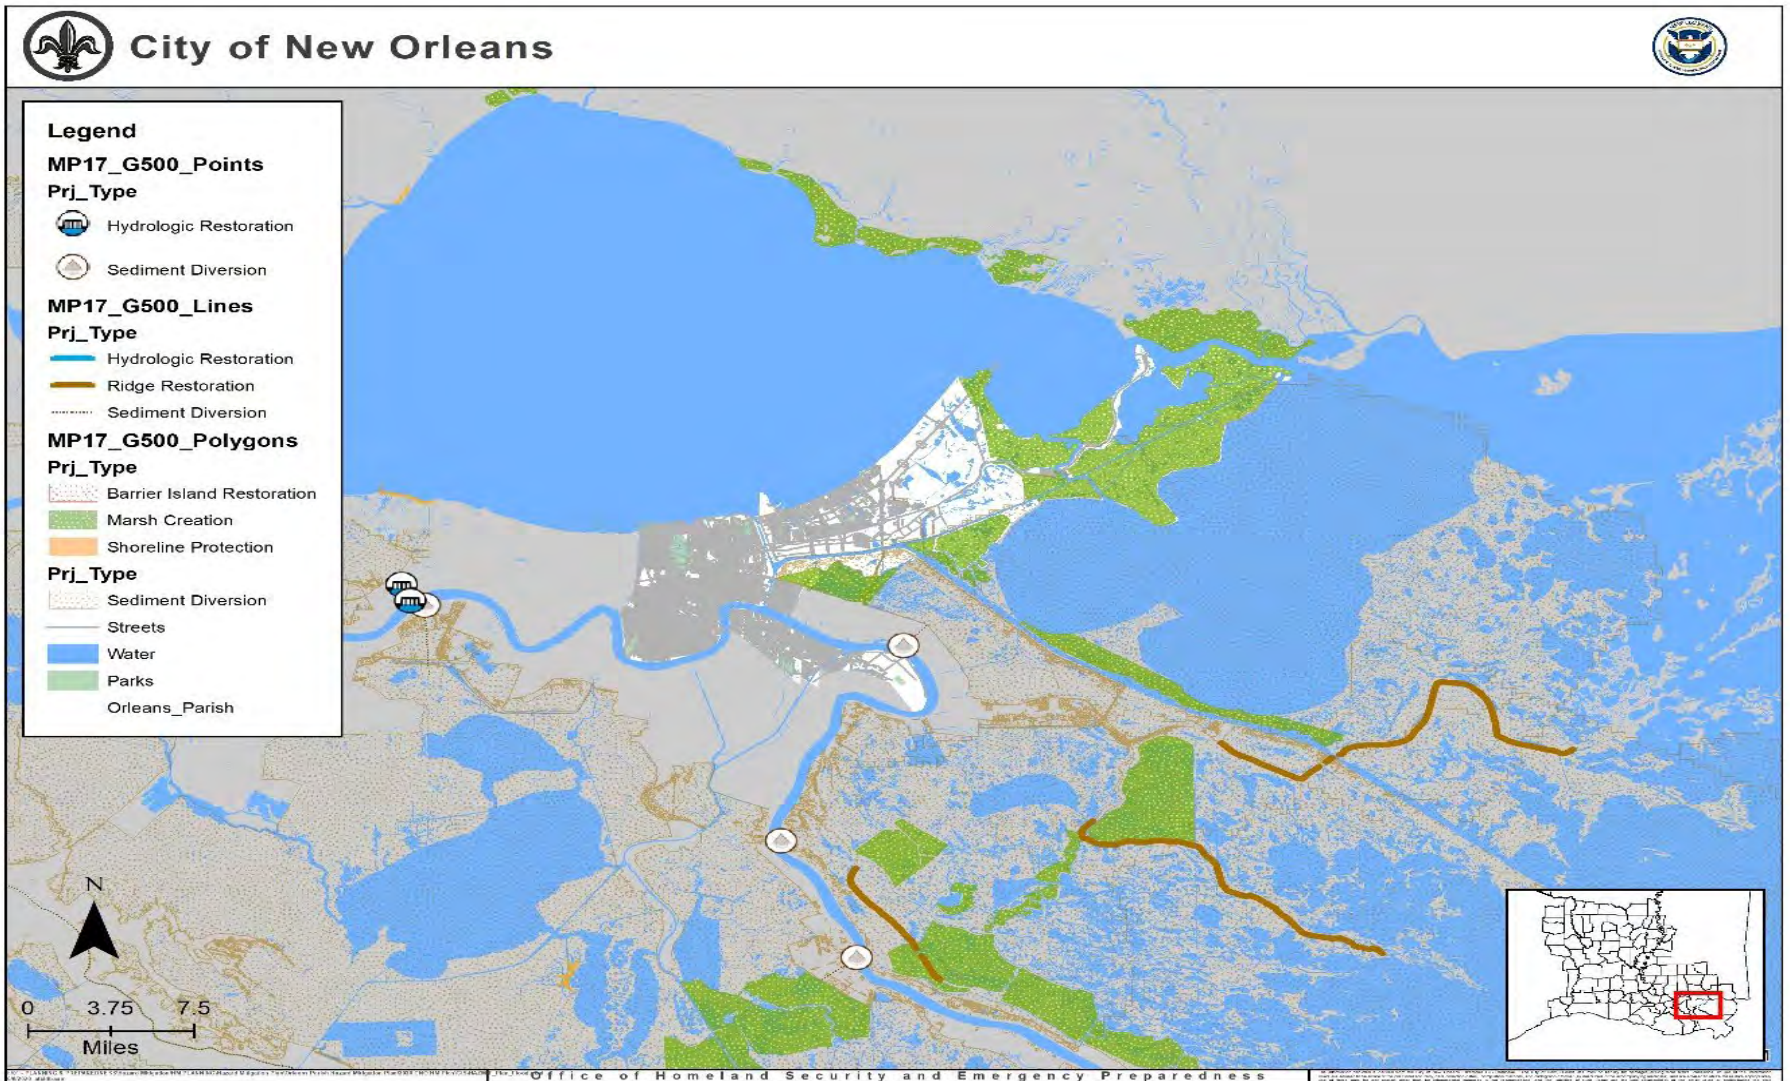 City of New Orleans
Legend
MP17_G500_Points
Prj_Type
Hydrologic Restoration
Sediment Diversion
MP17_G500_Lines
Prj_Type
Hydrologic Restoration
Ridge Restoration
Sediment Diversion
MP17_G500_Polygons
Prj_Type
Barrier Island Restoration
Marsh Creation
Shoreline Protection
Prj_Type
Sediment Diversion
Streets
Water
Parks
Orleans_Parish
N
0 3.75 7.5
Miles
Office of Homeland Security and Emergency Preparedness